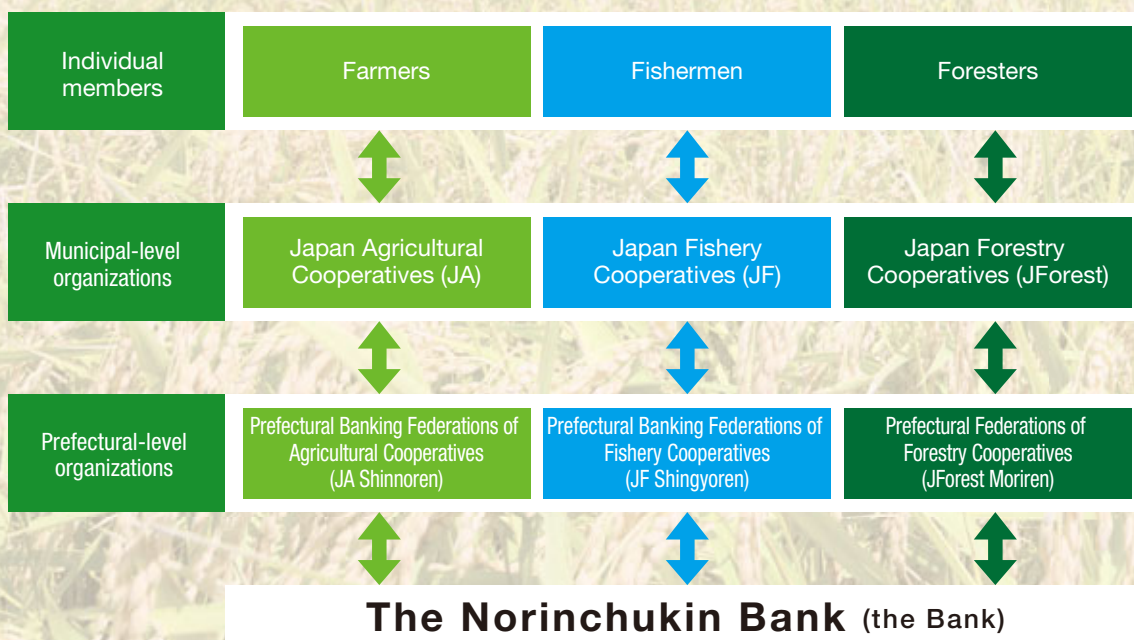 Individual
members
Farmers
Fishermen
Foresters
Municipal-level
organizations
Japan Agricultural
Cooperatives (JA)
Japan Fishery
Cooperatives (JF)
Japan Forestry
Cooperatives (JForest)
Prefectural-level
organizations
Prefectural Banking Federations of
Agricultural Cooperatives
(JA Shinnoren)
Prefectural Banking Federations of
Fishery Cooperatives
(JF Shingyoren)
Prefectural Federations of
Forestry Cooperatives
(JForest Moriren)
The Norinchukin Bank (the Bank)